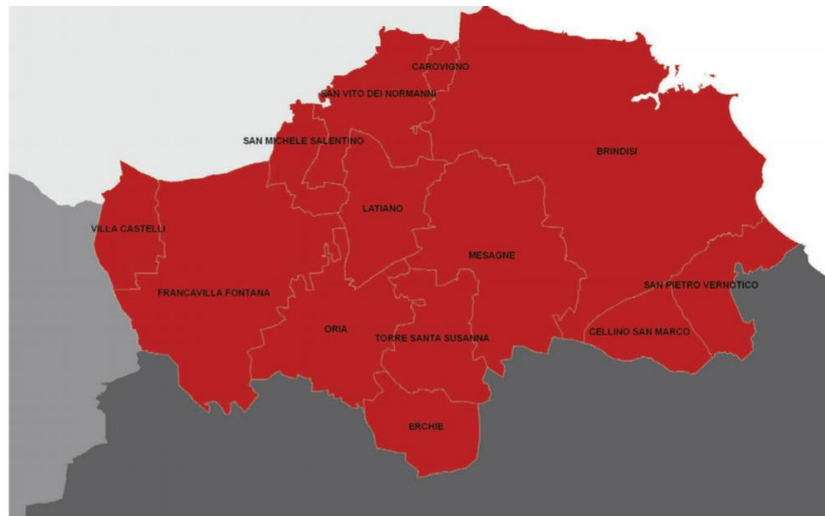 CAROVIGNO
SAN VITO DEI NORMANNI
SAN MICHELE SALENTINO
BRINDISI
LATIANO
VILLA CASTELLI
MESAGNE
SAN PIETRO VERNOTICO
FRANCAVILLA FONTANA
ORIA
TORRE SANTA SUSANNA
CELLINO SAN MARCO
ERCHIE